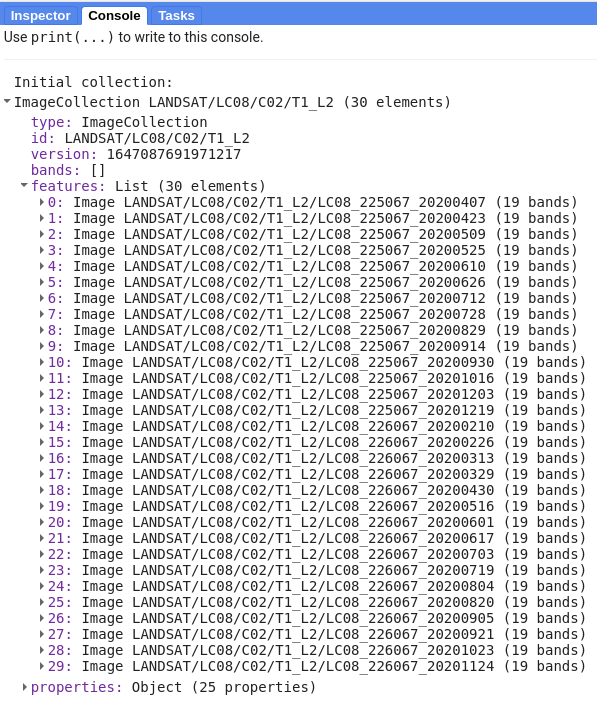 Inspector Console Tasks
Use print(...) to write to this console.
Initial collection:
ImageCollection LANDSAT/LC08/C02/T1_L2 (30 elements)
type: ImageCollection
id: LANDSAT/LC08/C02/T1_L2
version: 1647087691971217
bands: []
features: List (30 elements)
0: Image LANDSAT/LC08/C02/T1_L2/LC08_225067_20200407 (19 bands)
1: Image LANDSAT/LC08/C02/T1_L2/LC08_225067_20200423 (19 bands)
2: Image LANDSAT/LC08/C02/T1_L2/LC08_225067_20200509 (19 bands)
3: Image LANDSAT/LC08/C02/T1_L2/LC08_225067_20200525 (19 bands)
4: Image LANDSAT/LC08/C02/T1_L2/LC08_225067_20200610 (19 bands)
5: Image LANDSAT/LC08/C02/T1_L2/LC08_225067_20200626 (19 bands)
6: Image LANDSAT/LC08/C02/T1_L2/LC08_225067_20200712 (19 bands)
7: Image LANDSAT/LC08/C02/T1_L2/LC08_225067_20200728 (19 bands)
8: Image LANDSAT/LC08/C02/T1_L2/LC08_225067_20200829 (19 bands)
9: Image LANDSAT/LC08/C02/T1_L2/LC08_225067_20200914 (19 bands)
10: Image LANDSAT/LC08/C02/T1_L2/LC08_225067_20200930 (19 bands)
11: Image LANDSAT/LC08/C02/T1_L2/LC08_225067_20201016 (19 bands)
12: Image LANDSAT/LC08/C02/T1_L2/LC08_225067_20201203 (19 bands)
13: Image LANDSAT/LC08/C02/T1_L2/LC08_225067_20201219 (19 bands)
14: Image LANDSAT/LC08/C02/T1_L2/LC08_226067_20200210 (19 bands)
15: Image LANDSAT/LC08/C02/T1_L2/LC08_226067_20200226 (19 bands)
16: Image LANDSAT/LC08/C02/T1_L2/LC08_226067_20200313 (19 bands)
17: Image LANDSAT/LC08/C02/T1_L2/LC08_226067_20200329 (19 bands)
18: Image LANDSAT/LC08/C02/T1_L2/LC08_226067_20200430 (19 bands)
19: Image LANDSAT/LC08/C02/T1_L2/LC08_226067_20200516 (19 bands)
20: Image LANDSAT/LC08/C02/T1_L2/LC08_226067_20200601 (19 bands)
21: Image LANDSAT/LC08/C02/T1_L2/LC08_226067_20200617 (19 bands)
22: Image LANDSAT/LC08/C02/T1_L2/LC08_226067_20200703 (19 bands)
23: Image LANDSAT/LC08/C02/T1_L2/LC08_226067_20200719 (19 bands)
24: Image LANDSAT/LC08/C02/T1_L2/LC08_226067_20200804 (19 bands)
25: Image LANDSAT/LC08/C02/T1_L2/LC08_226067_20200820 (19 bands)
26: Image LANDSAT/LC08/C02/T1_L2/LC08_226067_20200905 (19 bands)
27: Image LANDSAT/LC08/C02/T1_L2/LC08_226067_20200921 (19 bands)
28: Image LANDSAT/LC08/C02/T1_L2/LC08_226067_20201023 (19 bands)
29: Image LANDSAT/LC08/C02/T1_L2/LC08_226067_20201124 (19 bands)
properties: Object (25 properties)